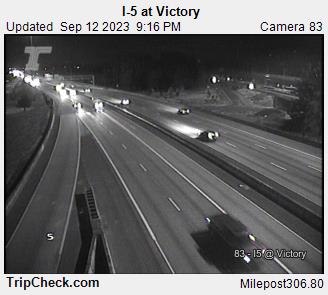 I-5 at Victory
Updated Sep 12 2023 9:16 PM Camera 83
S
83 - I5 @ Victory
TripCheck.com Milepost306.80